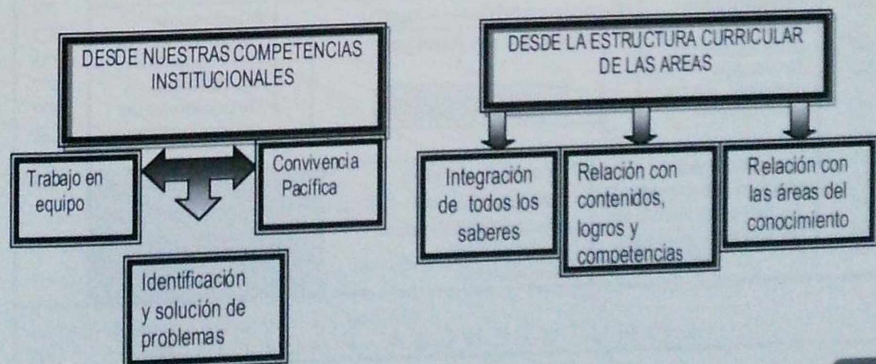 DESDE NUESTRAS COMPETENCIAS
INSTITUCIONALES
Trabajo en
equipo
Convivencia
Pacífica
Identificación
y solución de
problemas
DESDE LA ESTRUCTURA CURRICULAR
DE LAS AREAS
Integración
de todos los
saberes
Relación con
contenidos,
logros y
competencias
Relación con
las áreas del
conocimiento